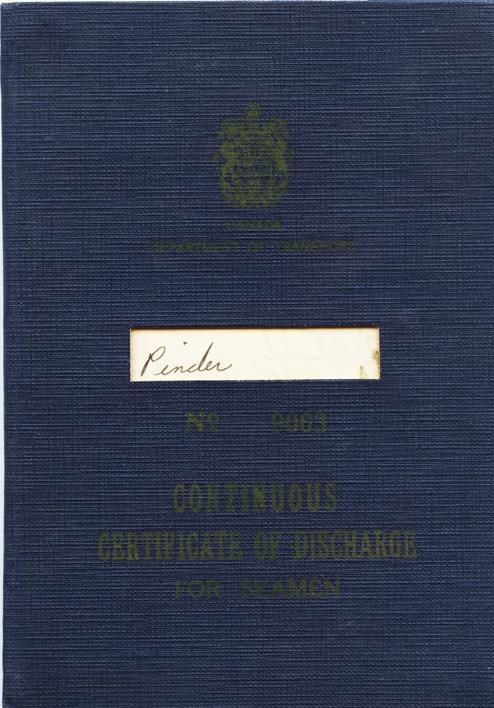 CANADA
DEPARTMENT OF TRANSPORT
Pinder
Nº 9063
CONTINUOUS
CERTIFICATE OF DISCHARGE
FOR SEAMEN